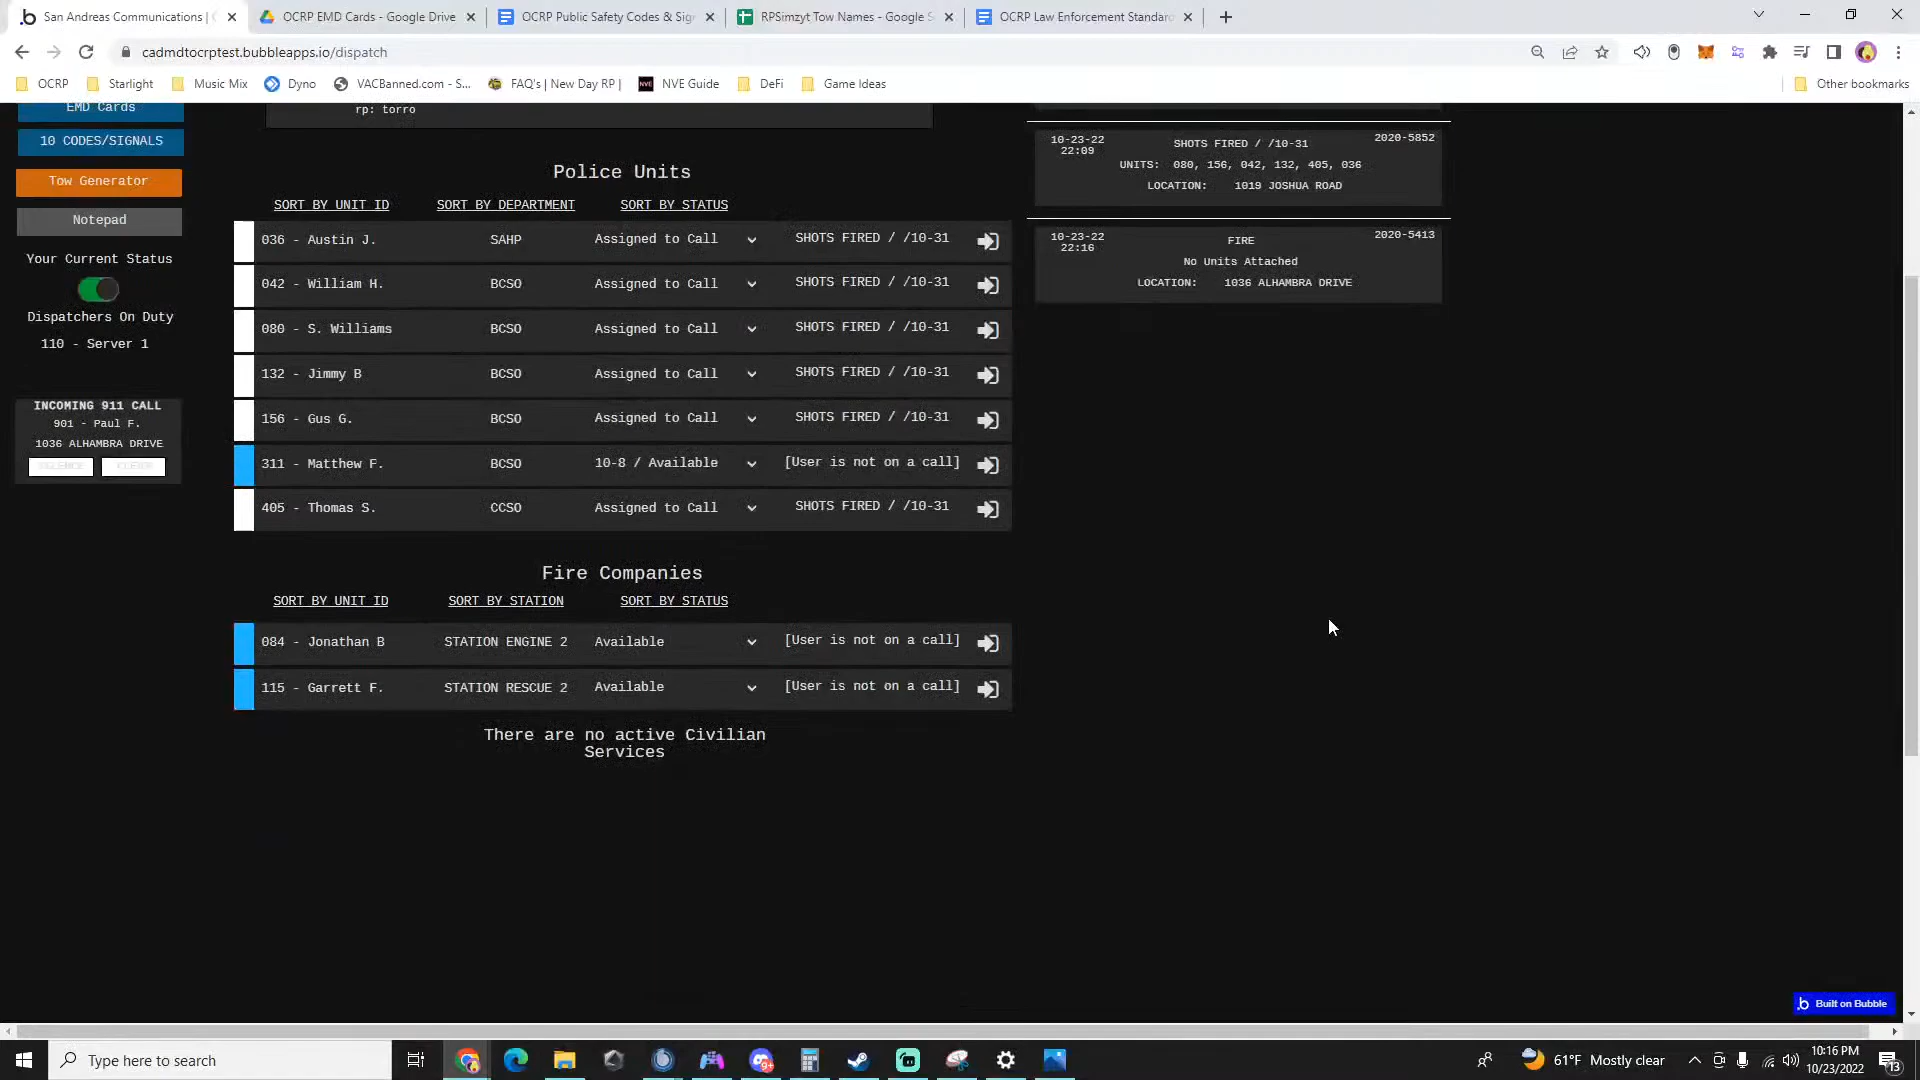 San Andreas Communications |
OCRP EMD Cards - Google Drive
OCRP Public Safety Codes & Sig
RPSimzyt Tow Names - Google S
OCRP Law Enforcement Standard
cadmdtocrptest.bubbleapps.io/dispatch
OCRP
Starlight
Music Mix
Dyno
VACBanned.com - S...
FAQ's | New Day RP |
NVE
NVE Guide
DeFi
Game Ideas
Other bookmarks
EMD Cards
10 CODES/SIGNALS
Tow Generator
Notepad
Your Current Status
Dispatchers On Duty
110 - Server 1
INCOMING 911 CALL
901 - Paul F.
1036 ALHAMBRA DRIVE
rp: torro
Police Units
SORT BY UNIT ID SORT BY DEPARTMENT SORT BY STATUS
036 - Austin J. SAHP Assigned to Call SHOTS FIRED / /10-31
042 - William H. BCSO Assigned to Call SHOTS FIRED / /10-31
080 - S. Williams BCSO Assigned to Call SHOTS FIRED / /10-31
132 - Jimmy B BCSO Assigned to Call SHOTS FIRED / /10-31
156 - Gus G. BCSO Assigned to Call SHOTS FIRED / /10-31
311 - Matthew F. BCSO 10-8 / Available [User is not on a call]
405 - Thomas S. CCSO Assigned to Call SHOTS FIRED / /10-31
Fire Companies
SORT BY UNIT ID SORT BY STATION SORT BY STATUS
084 - Jonathan B STATION ENGINE 2 Available [User is not on a call]
115 - Garrett F. STATION RESCUE 2 Available [User is not on a call]
There are no active Civilian
Services
10-23-22
22:09
SHOTS FIRED / /10-31
2020-5852
UNITS: 080, 156, 042, 132, 405, 036
LOCATION: 1019 JOSHUA ROAD
10-23-22
22:16
FIRE
2020-5413
No Units Attached
LOCATION: 1036 ALHAMBRA DRIVE
Built on Bubble
Type here to search
9+
61°F Mostly clear
10:16 PM
10/23/2022
13